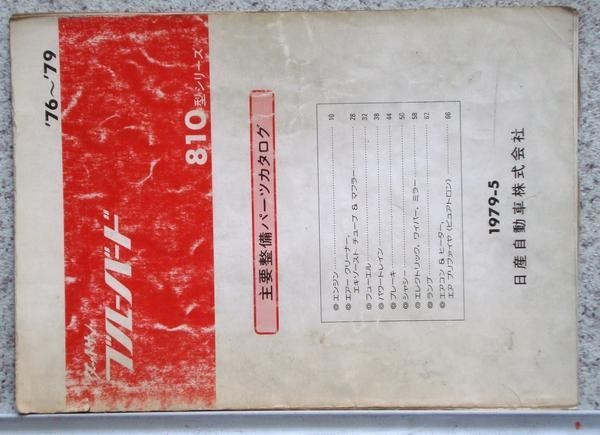 '76〜'79
ダットサン
ブルーバード
810型シリーズ
主要整備パーツカタログ
◎エンジン 10
◎エアー クリーナー,
エキゾースト チューブ & マフラー 28
◎フューエル 32
◎パワートレイン 38
◎ブレーキ 44
◎シャシー 50
◎エレクトリック, ワイパー, ミラー 58
◎ランプ 62
◎エアコン & ヒーター,
エア プリファイヤ (ピュアトロン) 66
1979-5
日産自動車株式会社